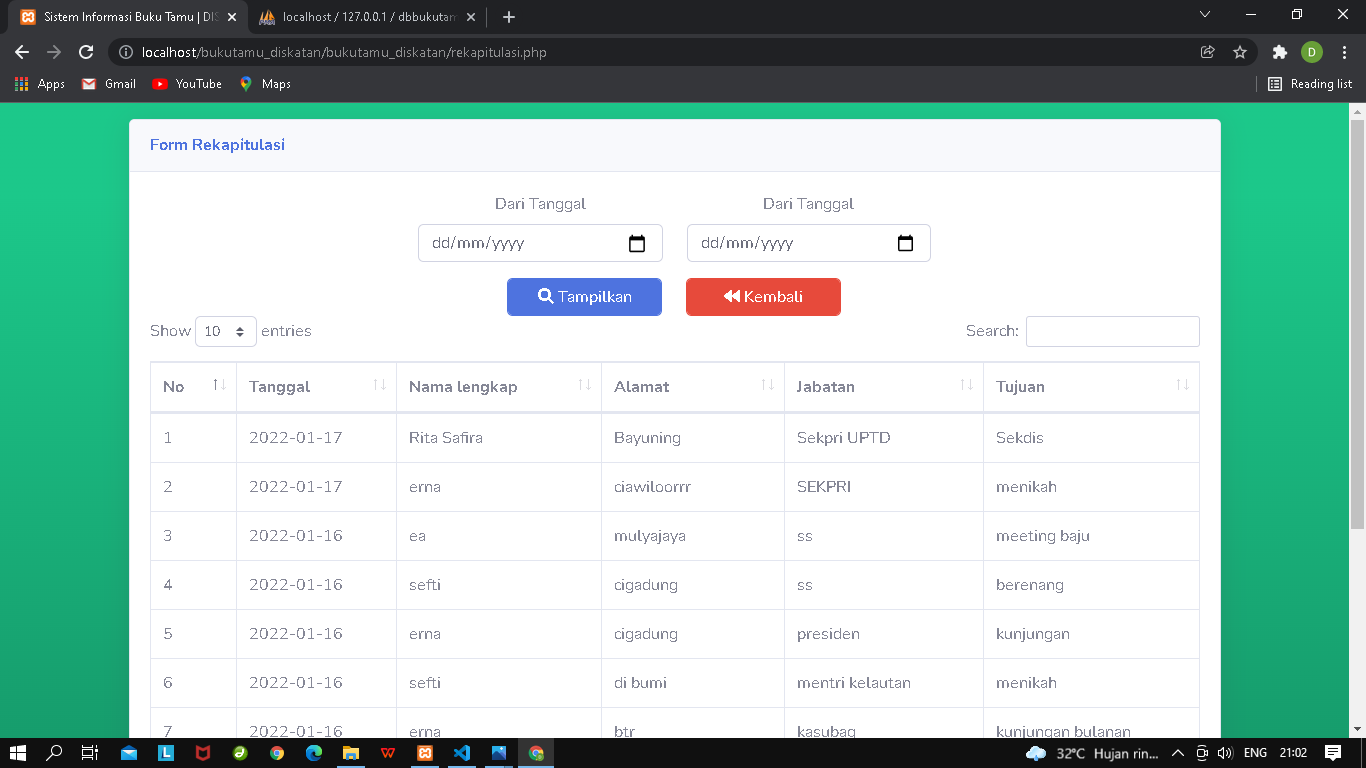 Sistem Informasi Buku Tamu | DIS
localhost / 127.0.0.1 / dbbukutam
localhost/bukutamu_diskatan/bukutamu_diskatan/rekapitulasi.php
D
Apps Gmail YouTube Maps Reading list
Form Rekapitulasi
Dari Tanggal Dari Tanggal
dd/mm/yyyy dd/mm/yyyy
Tampilkan Kembali
Show 10 entries Search:
No Tanggal Nama lengkap Alamat Jabatan Tujuan
1 2022-01-17 Rita Safira Bayuning Sekpri UPTD Sekdis
2 2022-01-17 erna ciawiloorrr SEKPRI menikah
3 2022-01-16 ea mulyajaya ss meeting baju
4 2022-01-16 sefti cigadung ss berenang
5 2022-01-16 erna cigadung presiden kunjungan
6 2022-01-16 sefti di bumi mentri kelautan menikah
7 2022-01-16 erna btr kasubag kunjungan bulanan
32°C Hujan rin... ENG 21:02